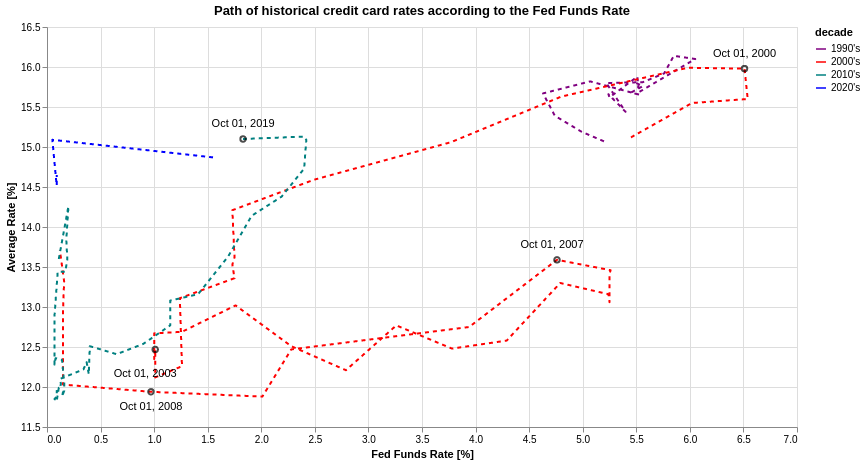 Path of historical credit card rates according to the Fed Funds Rate
decade
1990's
2000's
2010's
2020's
Average Rate [%]
16.5
16.0
15.5
15.0
14.5
14.0
13.5
13.0
12.5
12.0
11.5
Oct 01, 2000
Oct 01, 2019
Oct 01, 2007
Oct 01, 2003
Oct 01, 2008
0.0 0.5 1.0 1.5 2.0 2.5 3.0 3.5 4.0 4.5 5.0 5.5 6.0 6.5 7.0
Fed Funds Rate [%]